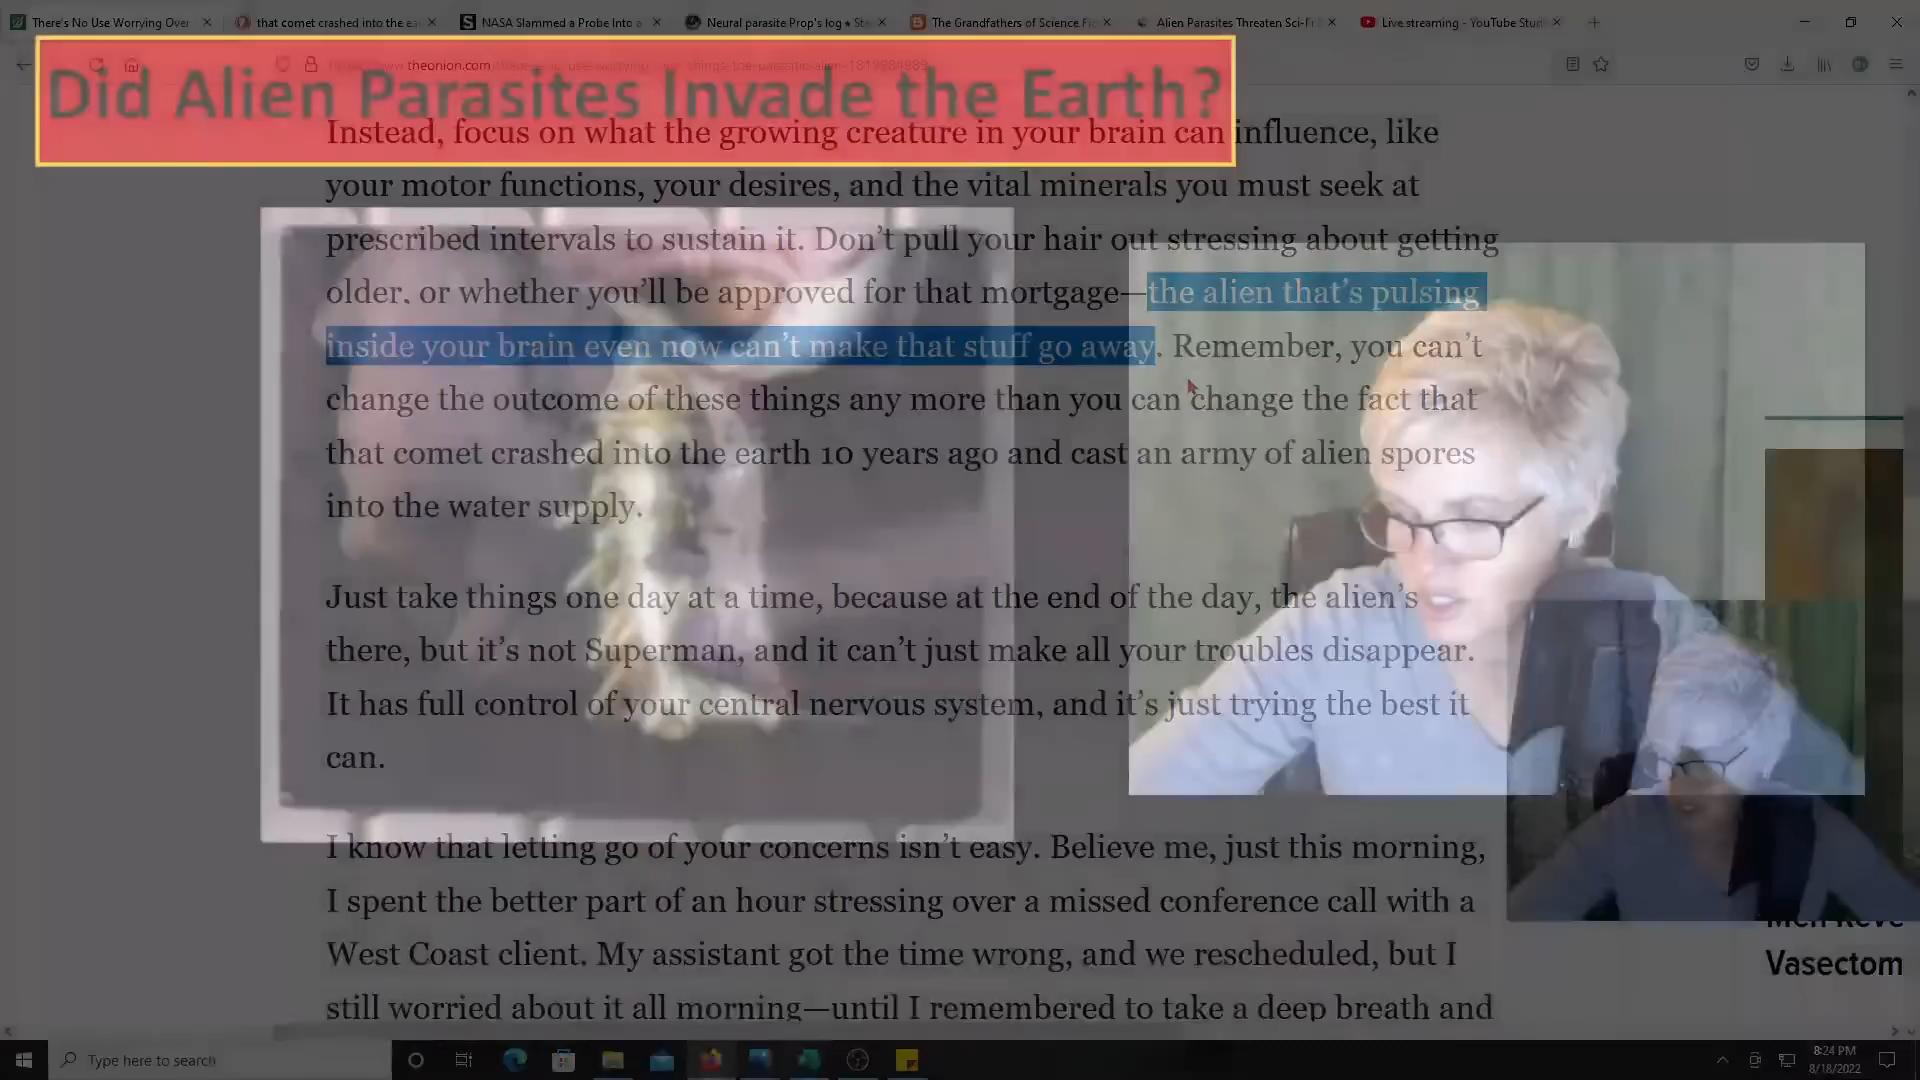 There's No Use Worrying Over
that comet crashed into the ea
NASA Slammed a Probe Into a
Neural parasite Prop's log • Ste
The Grandfathers of Science Fic
Alien Parasites Threaten Sci-Fi
Live streaming - YouTube Studi
theonion.com
Did Alien Parasites Invade the Earth?
Instead, focus on what the growing creature in your brain can influence, like
your motor functions, your desires, and the vital minerals you must seek at
prescribed intervals to sustain it. Don't pull your hair out stressing about getting
older, or whether you'll be approved for that mortgage—the alien that's pulsing
inside your brain even now can't make that stuff go away. Remember, you can't
change the outcome of these things any more than you can change the fact that
that comet crashed into the earth 10 years ago and cast an army of alien spores
into the water supply.
Just take things one day at a time, because at the end of the day, the alien's
there, but it's not Superman, and it can't just make all your troubles disappear.
It has full control of your central nervous system, and it's just trying the best it
can.
I know that letting go of your concerns isn't easy. Believe me, just this morning,
I spent the better part of an hour stressing over a missed conference call with a
West Coast client. My assistant got the time wrong, and we rescheduled, but I
still worried about it all morning—until I remembered to take a deep breath and
Vasectom
Type here to search
8:24 PM
8/18/2022